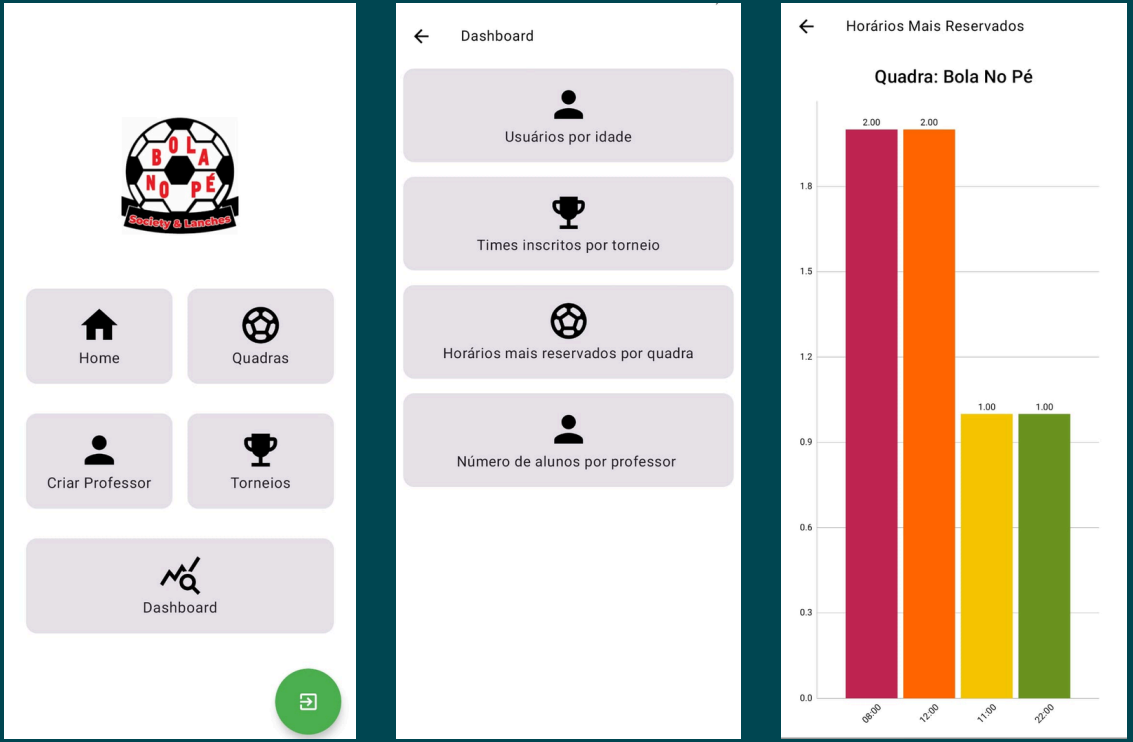 BOLA
NO PÉ
Society & Lanches
Home
Quadras
Criar Professor
Torneios
Dashboard
Dashboard
Usuários por idade
Times inscritos por torneio
Horários mais reservados por quadra
Número de alunos por professor
Horários Mais Reservados
Quadra: Bola No Pé
2.00
2.00
1.8
1.5
1.2
1.00
1.00
0.9
0.6
0.3
0.0
08:00
12:00
11:00
22:00